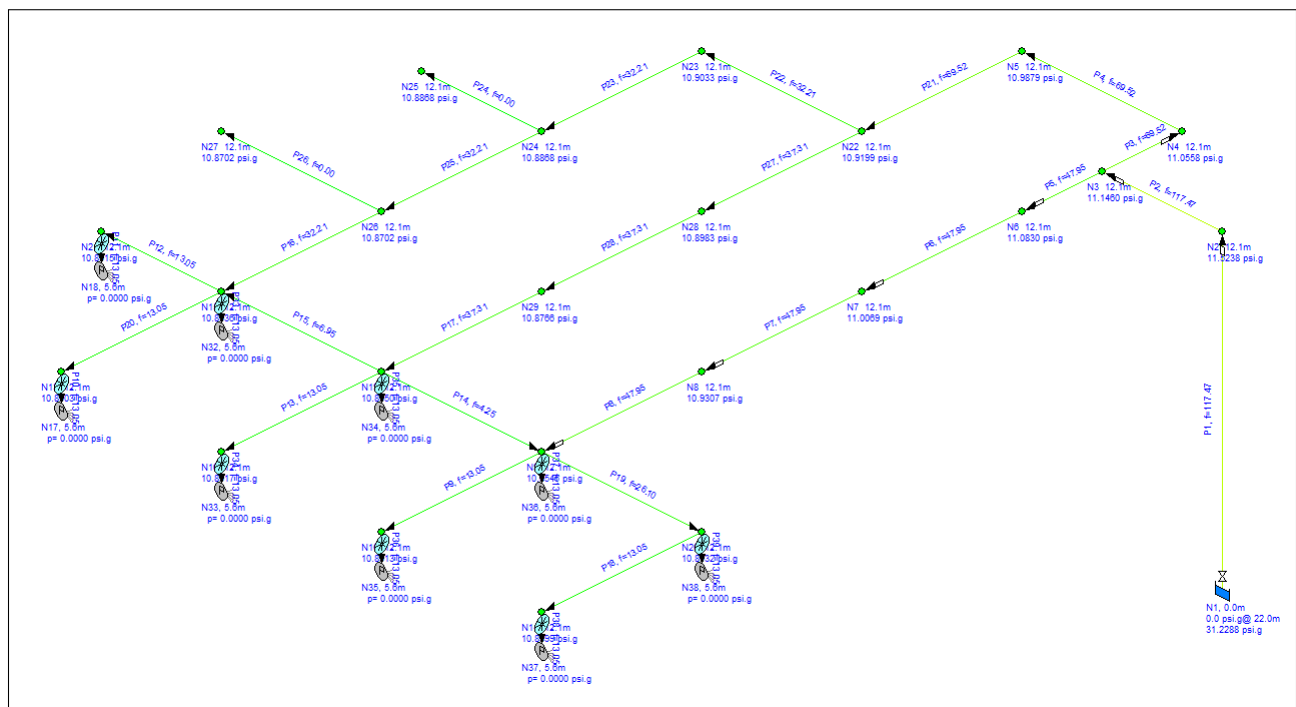 N23 12.1m
10.9033 psi.g
N5 12.1m
10.9879 psi.g
N25 12.1m
10.8868 psi.g
P24, f=0.00
P23, f=32.21
P22, f=32.21
P21, f=69.52
P4, f=69.52
N27 12.1m
10.8702 psi.g
N24 12.1m
10.8868 psi.g
N22 12.1m
10.9199 psi.g
N4 12.1m
11.0558 psi.g
P3, f=69.52
P26, f=0.00
P25, f=32.21
P27, f=37.31
N3 12.1m
11.1460 psi.g
P2, f=117.47
P5, f=47.95
N26 12.1m
10.8702 psi.g
N28 12.1m
10.8983 psi.g
N6 12.1m
11.0830 psi.g
12.1m
P12, f=13.05
P16, f=32.21
P28, f=37.31
P6, f=47.95
N18, 5.6m
p= 0.0000 psi.g
12.1m
N29 12.1m
10.8766 psi.g
N7 12.1m
11.0069 psi.g
P20, f=13.05
P15, f=6.95
P17, f=37.31
P7, f=47.95
N32, 5.6m
p= 0.0000 psi.g
N8 12.1m
10.9307 psi.g
N17, 5.6m
p= 0.0000 psi.g
P13, f=13.05
P14, f=4.25
P8, f=47.95
P1, f=117.47
N34, 5.6m
p= 0.0000 psi.g
P9, f=13.05
P19, f=26.10
N33, 5.6m
p= 0.0000 psi.g
N36, 5.6m
p= 0.0000 psi.g
P18, f=13.05
N35, 5.6m
p= 0.0000 psi.g
N38, 5.6m
p= 0.0000 psi.g
N1, 0.0m
0.0 psi.g@ 22.0m
31.2288 psi.g
N37, 5.6m
p= 0.0000 psi.g